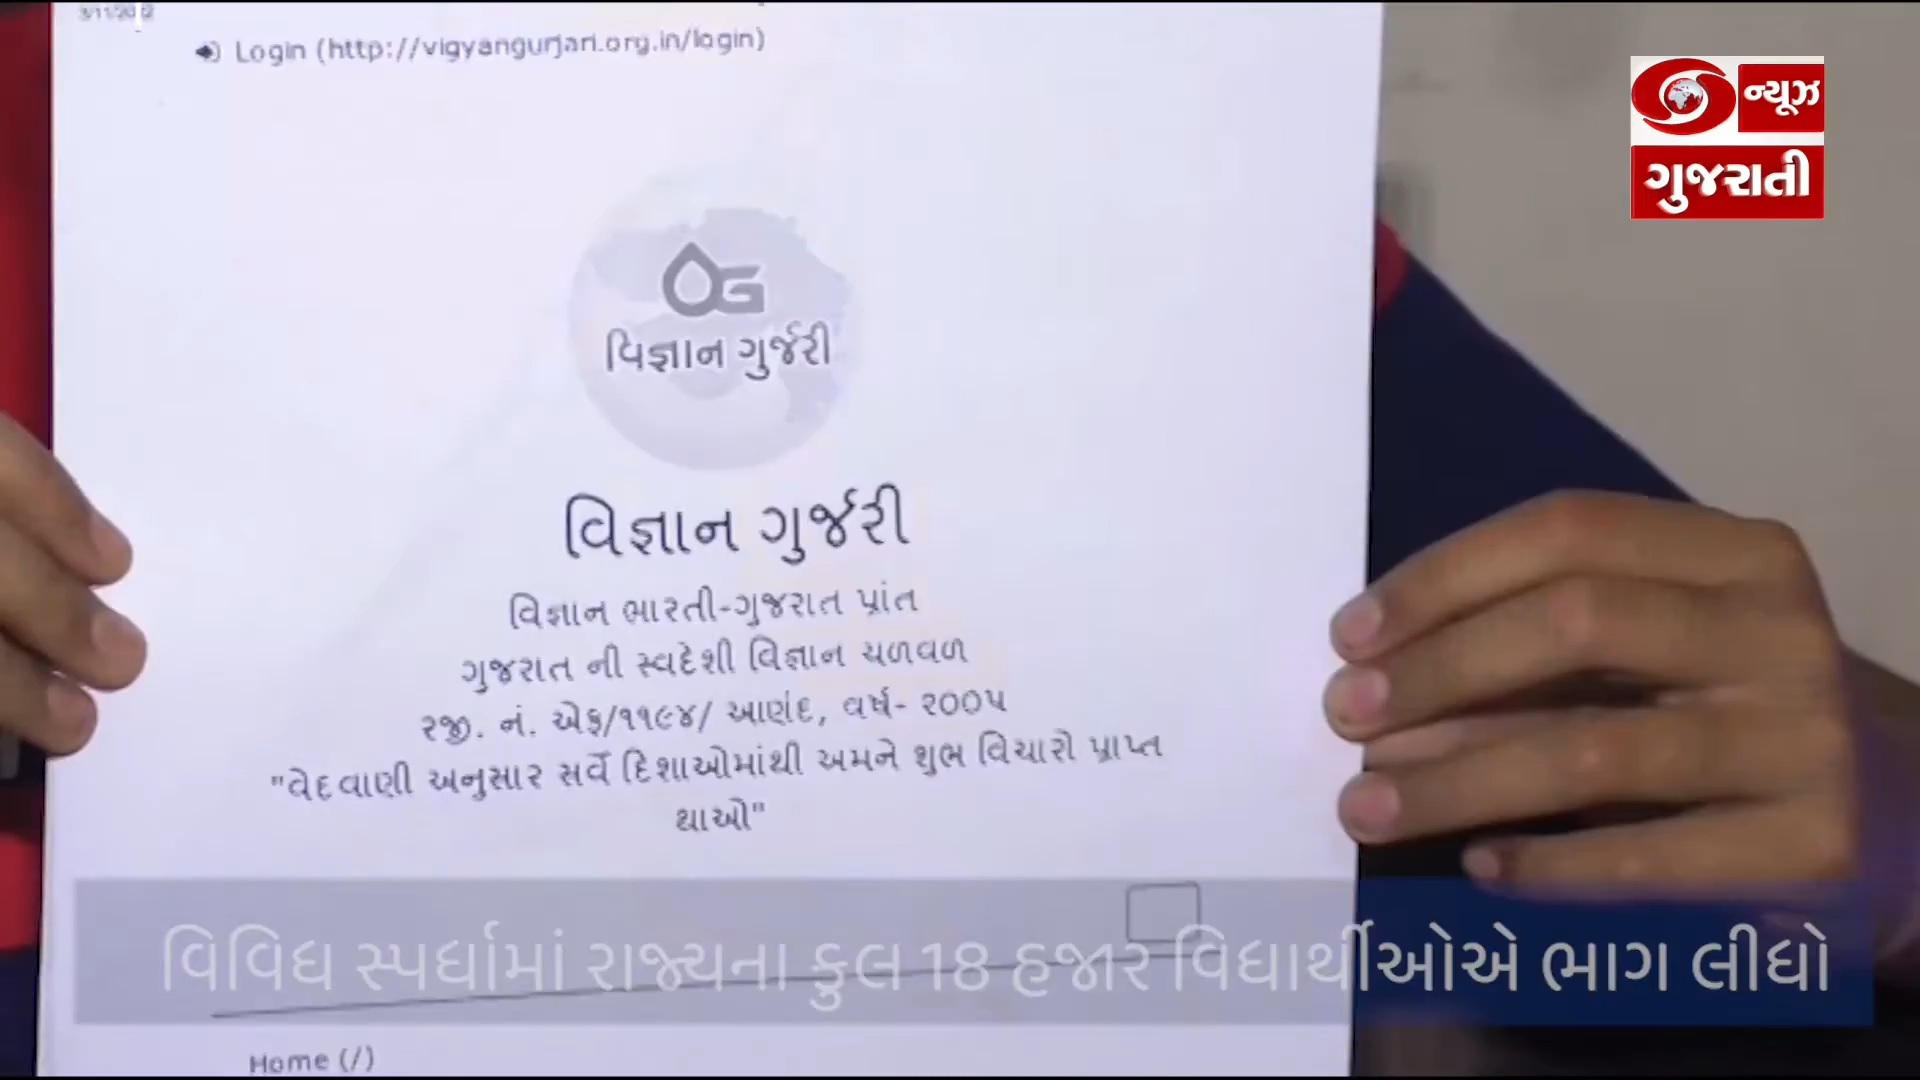 Login (http://vigyangurjari.org.in/login)
ન્યૂઝ
ગુજરાતી
OG
વિજ્ઞાન ગુર્જરી
વિજ્ઞાન ગુર્જરી
વિજ્ઞાન ભારતી-ગુજરાત પ્રાંત
ગુજરાત ની સ્વદેશી વિજ્ઞાન ચળવળ
રજી. નં. એફ/૧૧૯૪/ આણંદ, વર્ષ- ૨૦૦૫
"વેદવાણી અનુસાર સર્વે દિશાઓમાંથી અમને શુભ વિચારો પ્રાપ્ત
થાઓ"
વિવિધ સ્પર્ધામાં રાજ્યના કુલ 18 હજાર વિદ્યાર્થીઓએ ભાગ લીધો
Home (/)